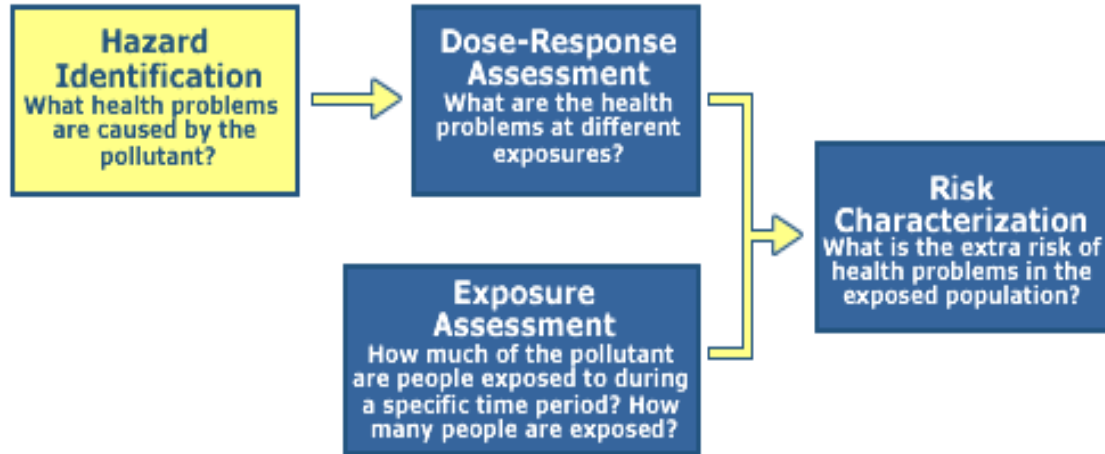 Hazard
Identification
What health problems
are caused by the
pollutant?
Dose-Response
Assessment
What are the health
problems at different
exposures?
Exposure
Assessment
How much of the pollutant
are people exposed to during
a specific time period? How
many people are exposed?
Risk
Characterization
What is the extra risk of
health problems in the
exposed population?